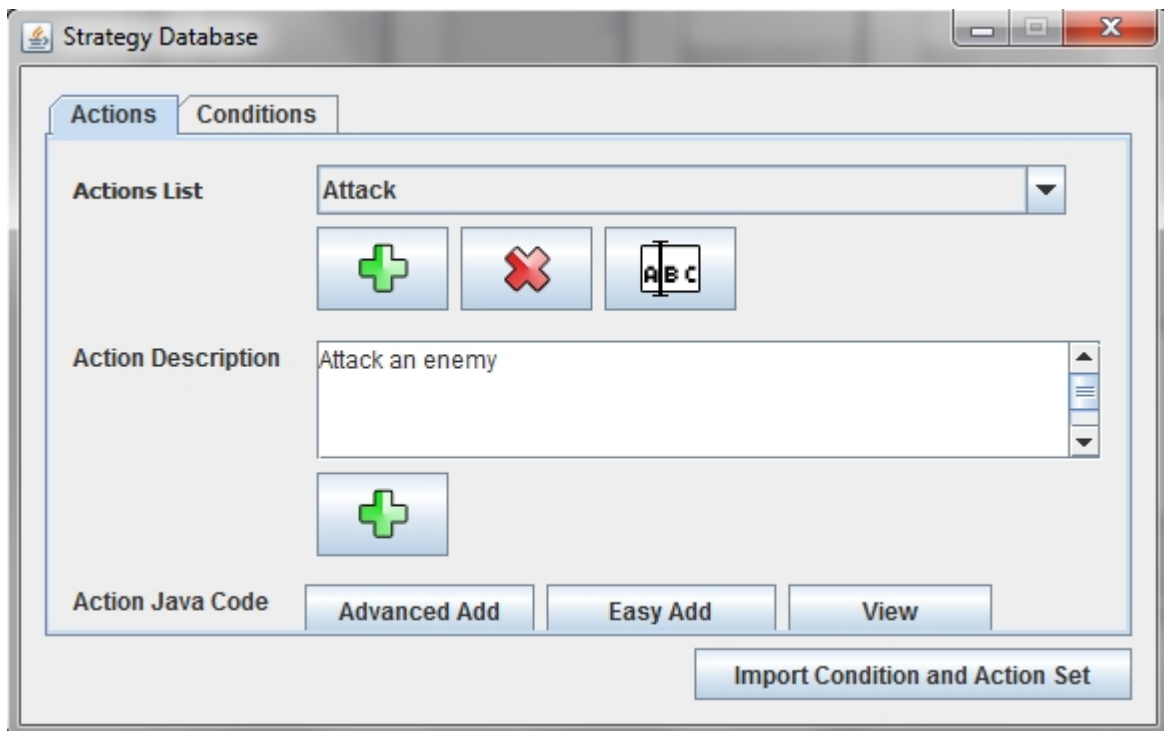 Strategy Database
Actions Conditions
Actions List Attack
ABC
Action Description Attack an enemy
Action Java Code Advanced Add Easy Add View
Import Condition and Action Set